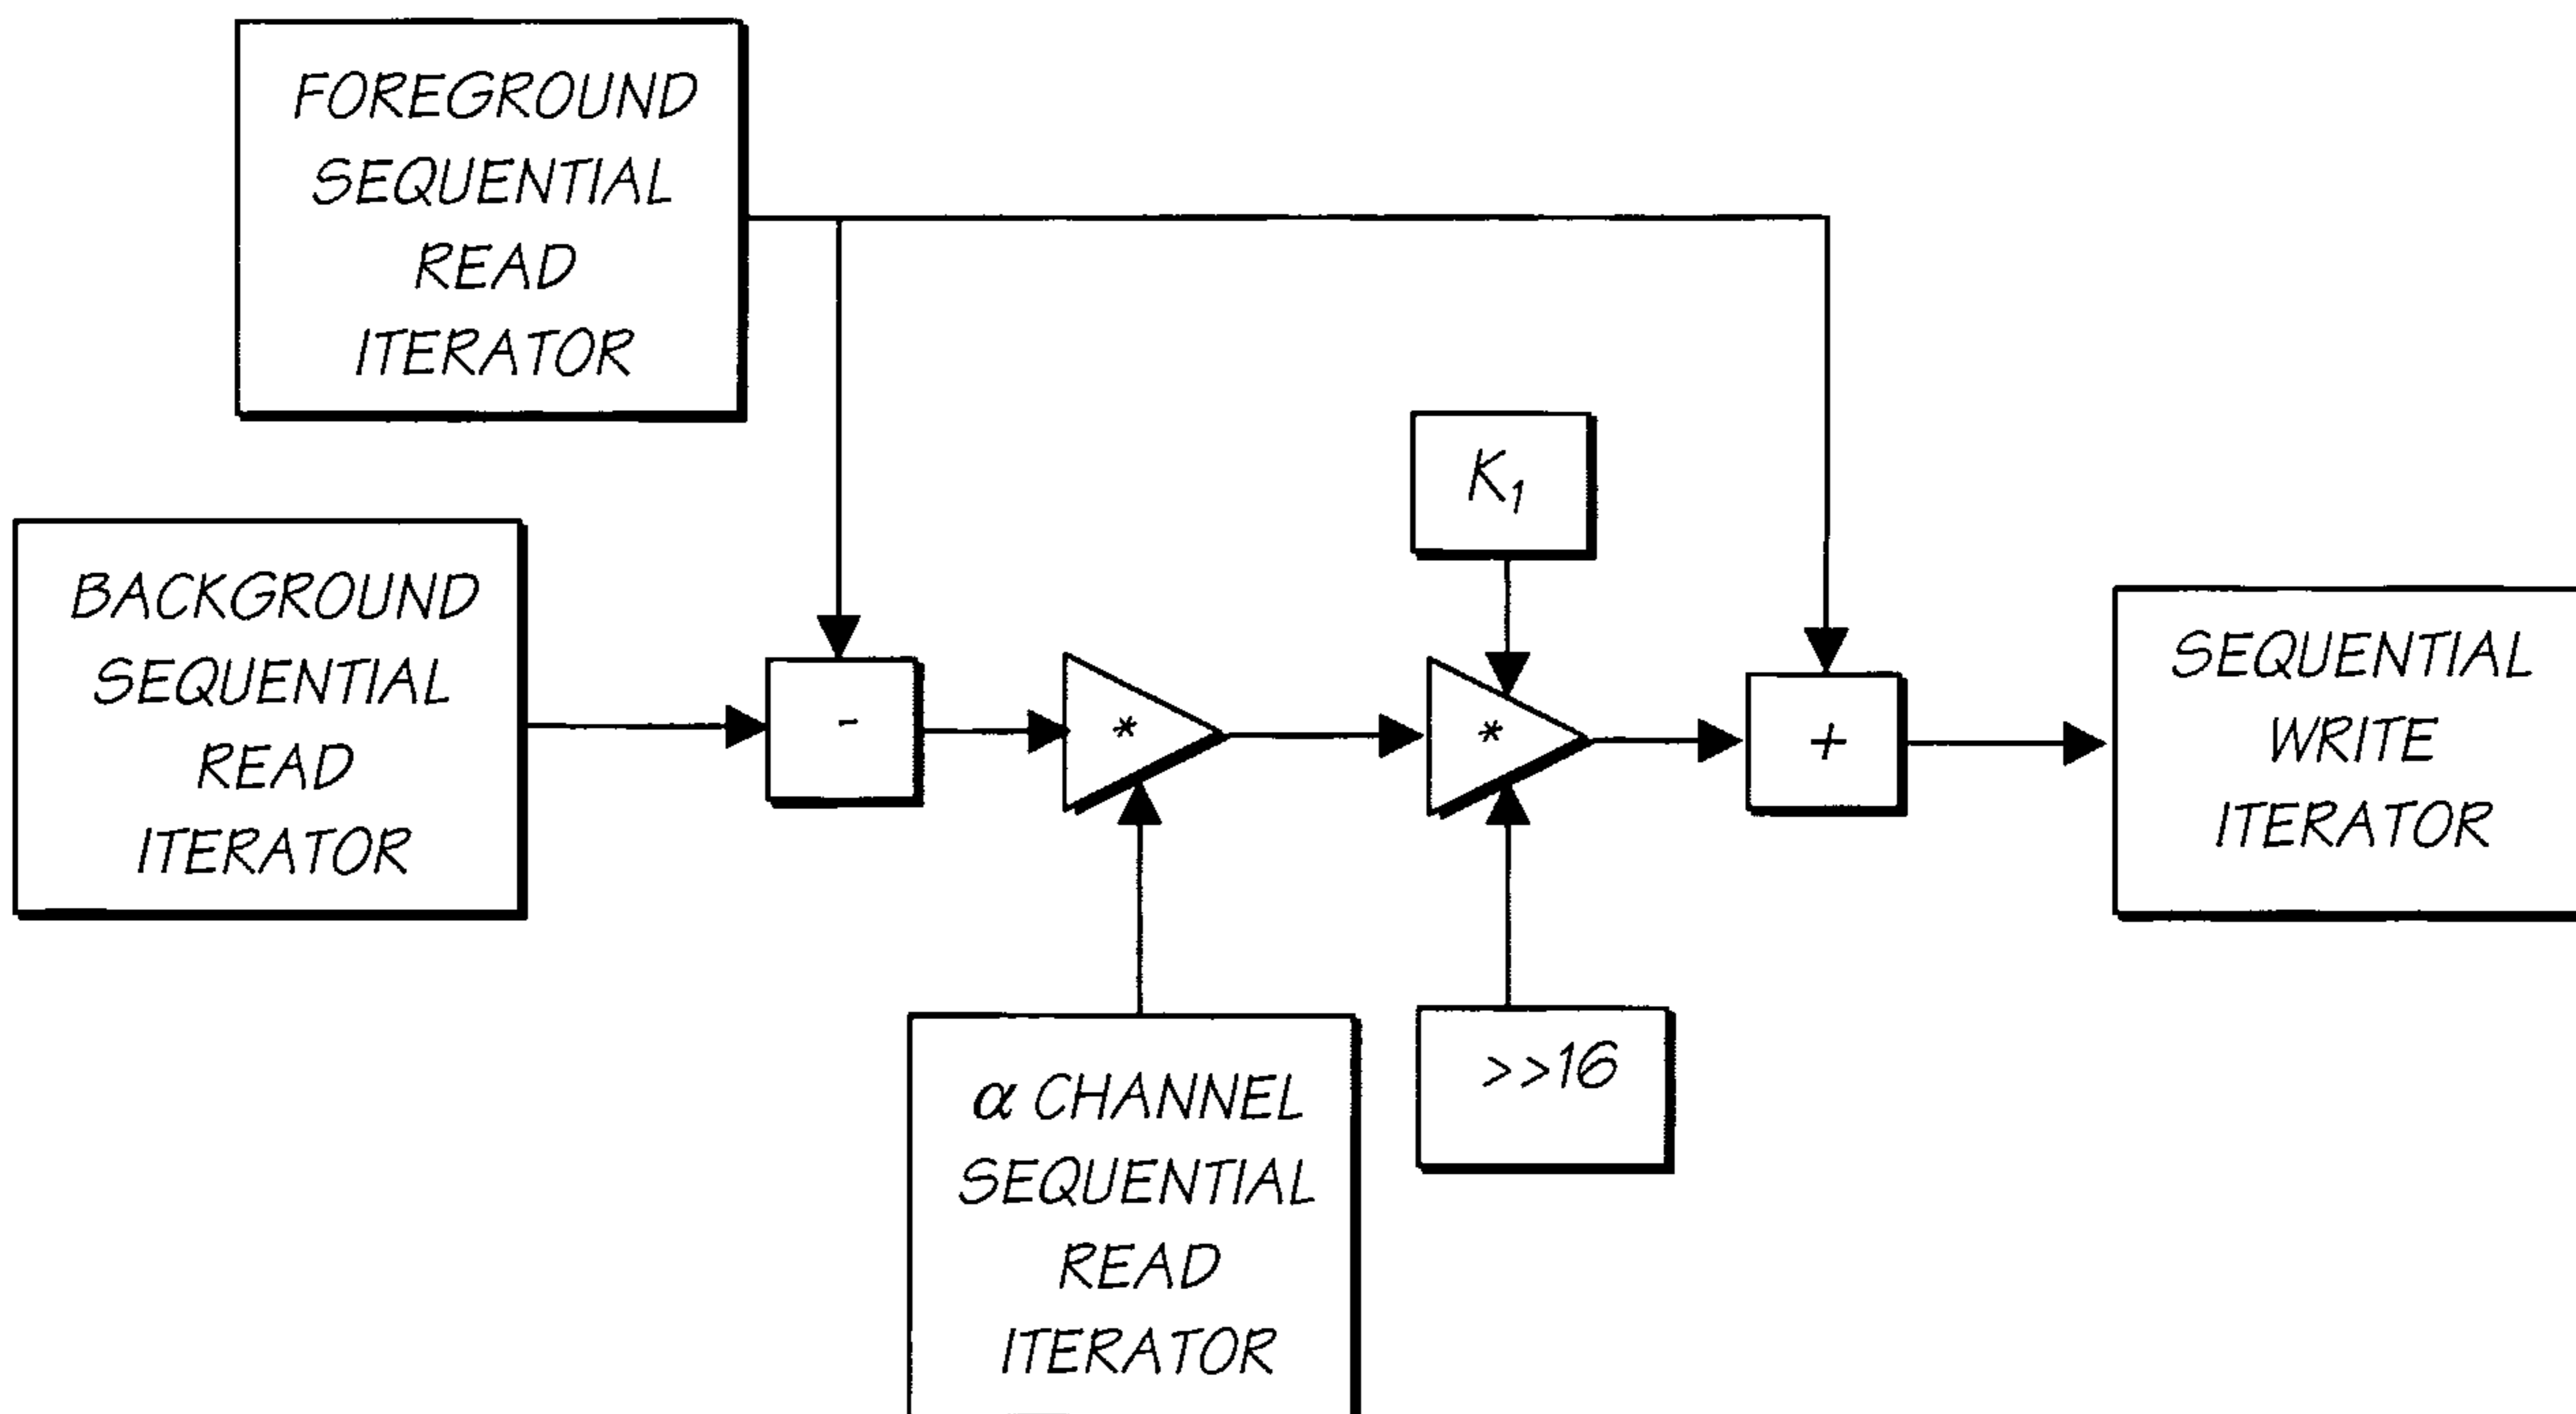 FOREGROUND
SEQUENTIAL
READ
ITERATOR
K₁
BACKGROUND
SEQUENTIAL
READ
ITERATOR
-
*
*
+
SEQUENTIAL
WRITE
ITERATOR
α CHANNEL
SEQUENTIAL
READ
ITERATOR
>>16